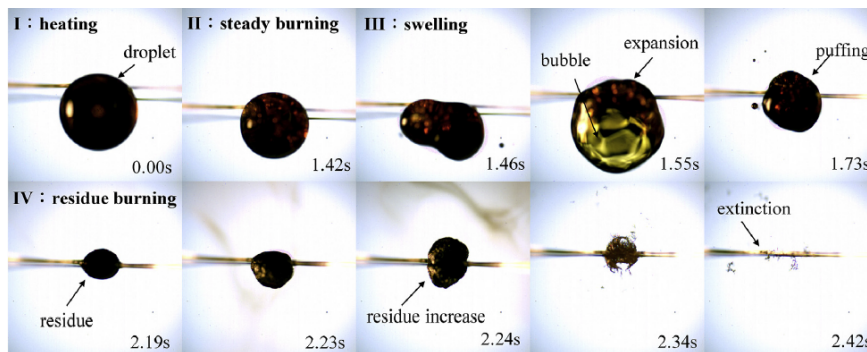 I : heating
droplet
0.00s
II : steady burning
1.42s
III : swelling
1.46s
bubble
expansion
1.55s
puffing
1.73s
IV : residue burning
residue
2.19s
2.23s
residue increase
2.24s
2.34s
extinction
2.42s